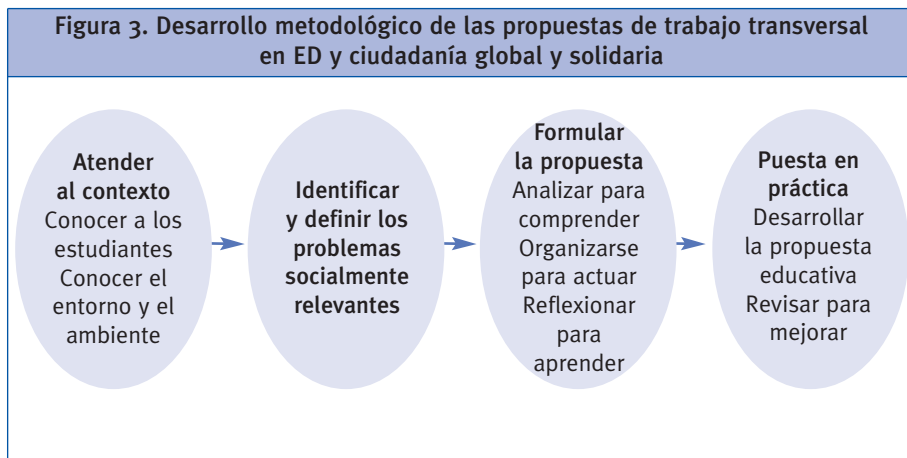 Figura 3. Desarrollo metodológico de las propuestas de trabajo transversal
en ED y ciudadanía global y solidaria
Atender
al contexto
Conocer a los
estudiantes
Conocer el
entorno y el
ambiente
Identificar
y definir los
problemas
socialmente
relevantes
Formular
la propuesta
Analizar para
comprender
Organizarse
para actuar
Reflexionar
para
aprender
Puesta en
práctica
Desarrollar
la propuesta
educativa
Revisar para
mejorar